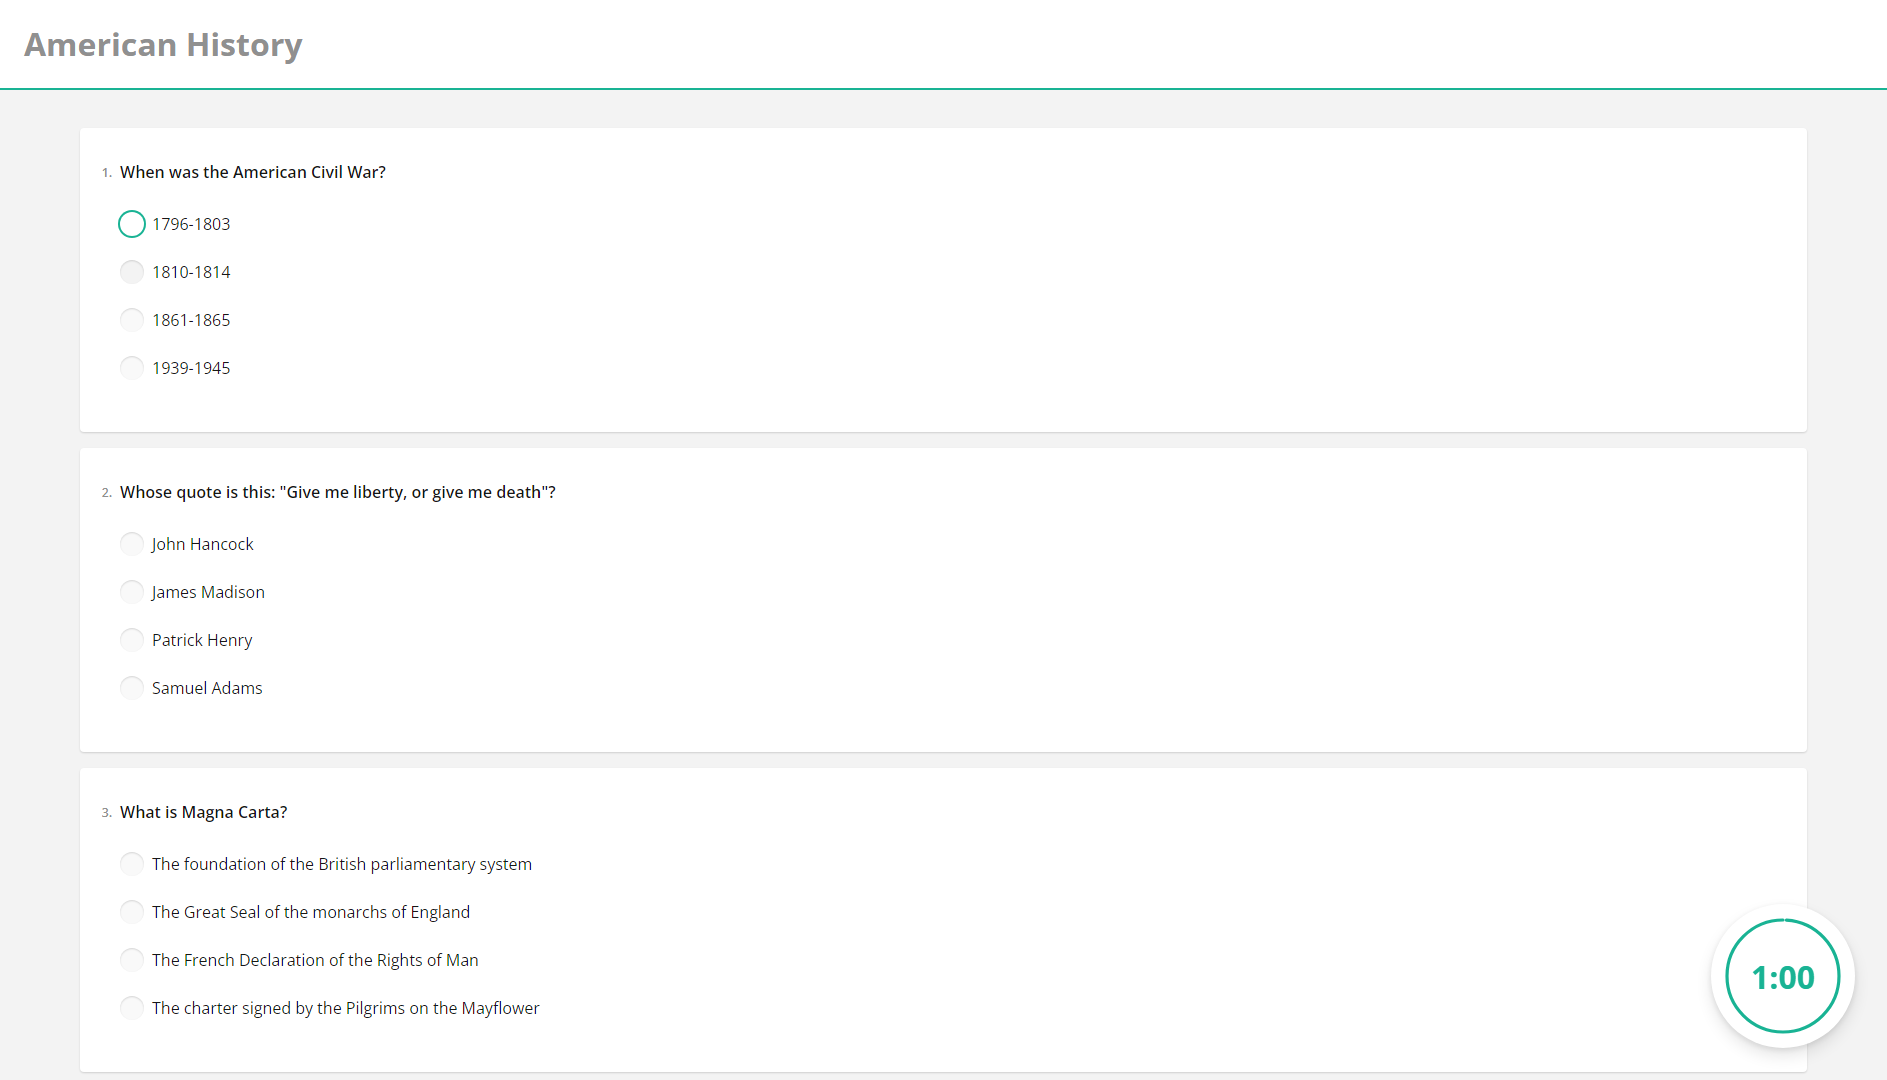 American History
1. When was the American Civil War?
1796-1803
1810-1814
1861-1865
1939-1945
2. Whose quote is this: "Give me liberty, or give me death"?
John Hancock
James Madison
Patrick Henry
Samuel Adams
3. What is Magna Carta?
The foundation of the British parliamentary system
The Great Seal of the monarchs of England
The French Declaration of the Rights of Man
The charter signed by the Pilgrims on the Mayflower
1:00